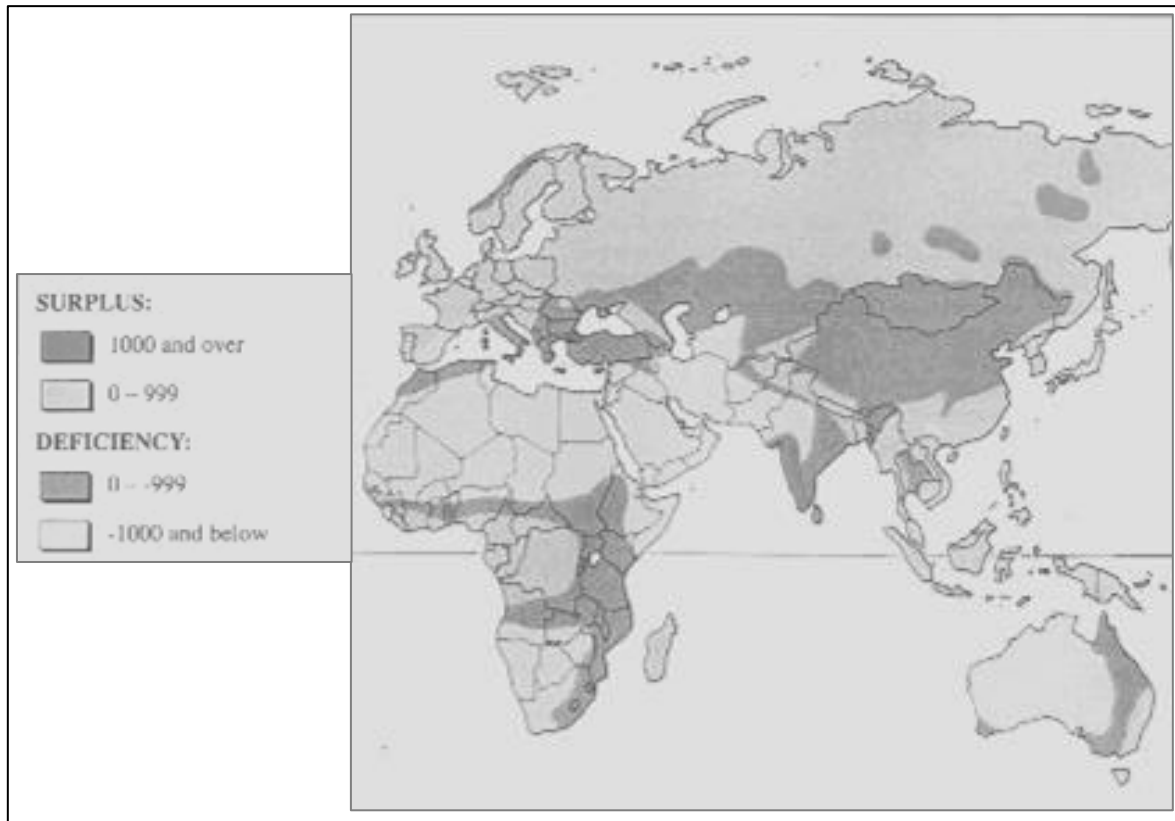 SURPLUS:
1000 and over
0 – 999
DEFICIENCY:
0 – -999
-1000 and below